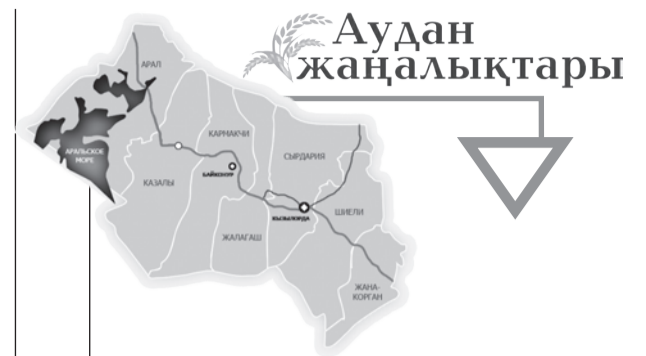 Аудан
жаңалықтары
АРАЛ
КАРМАКЧИ
СЫРДАРИЯ
АРАЛЬСКОЕ
МОРЕ
БАЙКОНУР
КАЗАЛЫ
ШИЕЛИ
КЫЗЫЛОРДА
ЖАЛАГАШ
ЖАНА-
КОРГАН